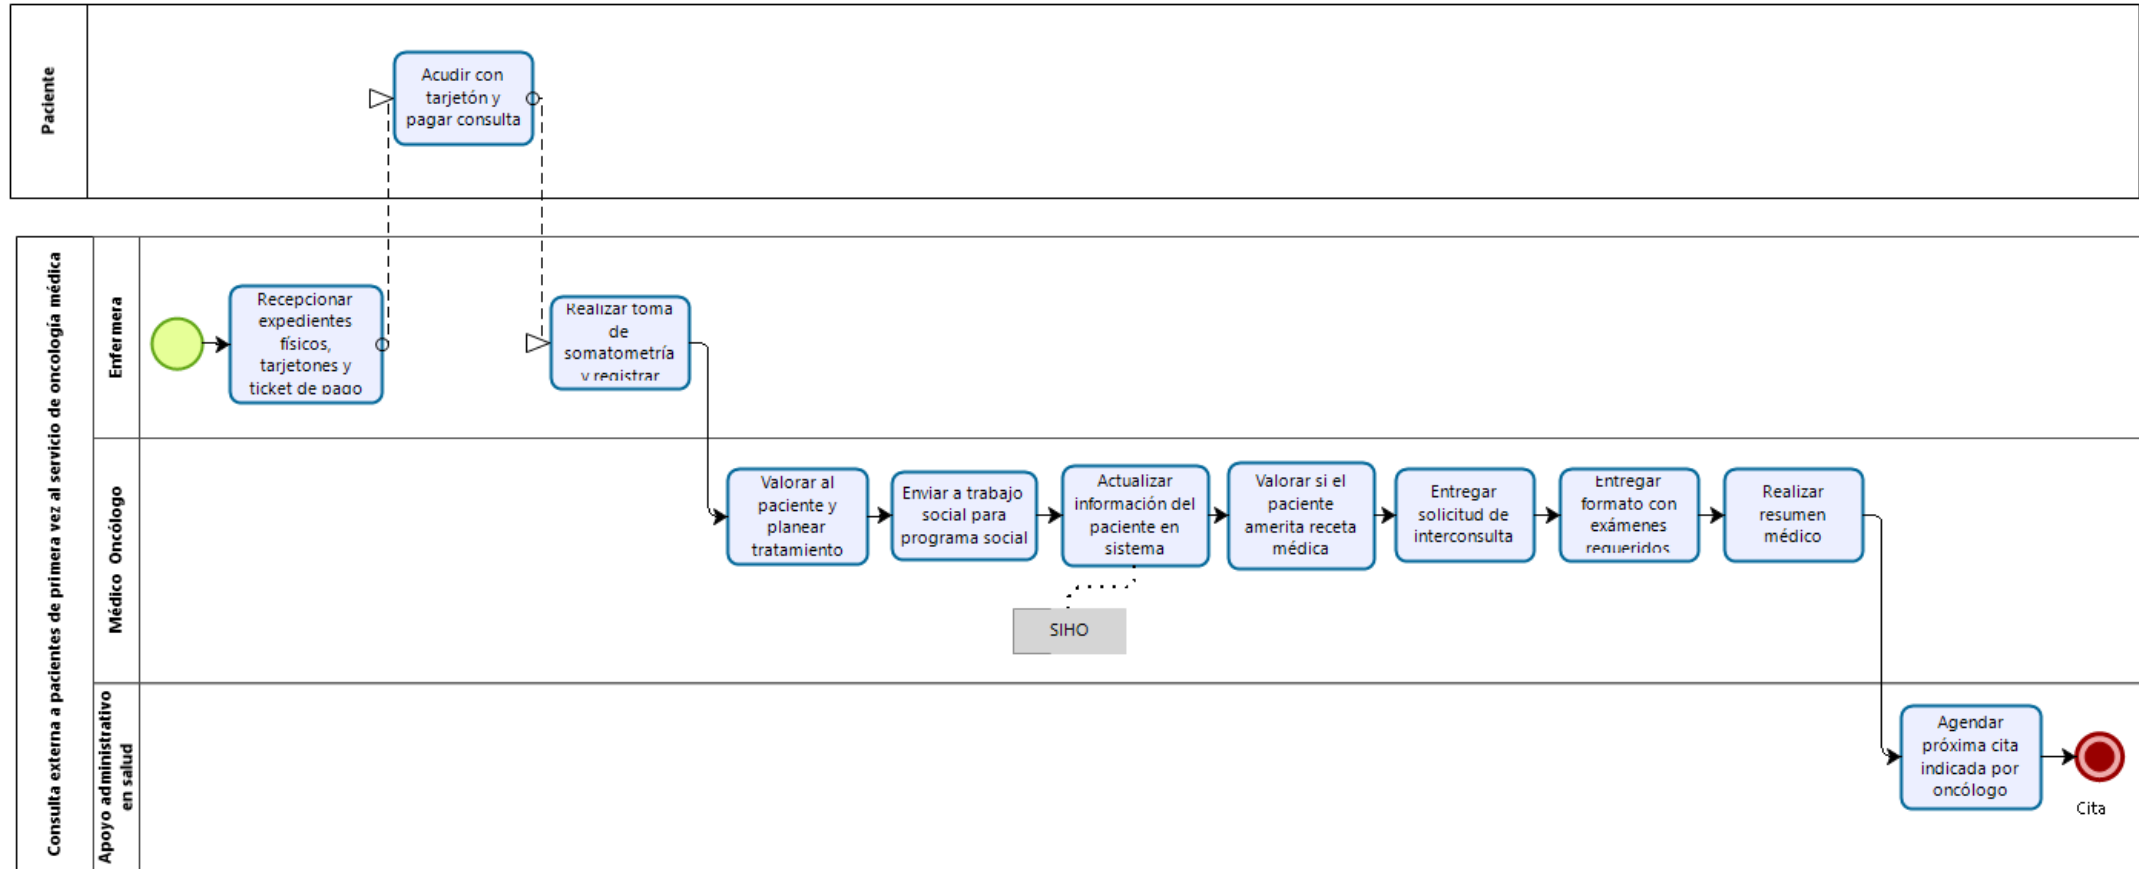 Paciente
Acudir con
tarjetón y
pagar consulta
Consulta externa a pacientes de primera vez al servicio de oncología médica
Enfermera
Recepcionar
expedientes
físicos,
tarjetones y
ticket de pago
Realizar toma
de
somatometría
y registrar
Médico Oncólogo
Valorar al
paciente y
planear
tratamiento
Enviar a trabajo
social para
programa social
Actualizar
información del
paciente en
sistema
Valorar si el
paciente
amerita receta
médica
Entregar
solicitud de
interconsulta
Entregar
formato con
exámenes
requeridos
Realizar
resumen
médico
SIHO
Apoyo administrativo
en salud
Agendar
próxima cita
indicada por
oncólogo
Cita